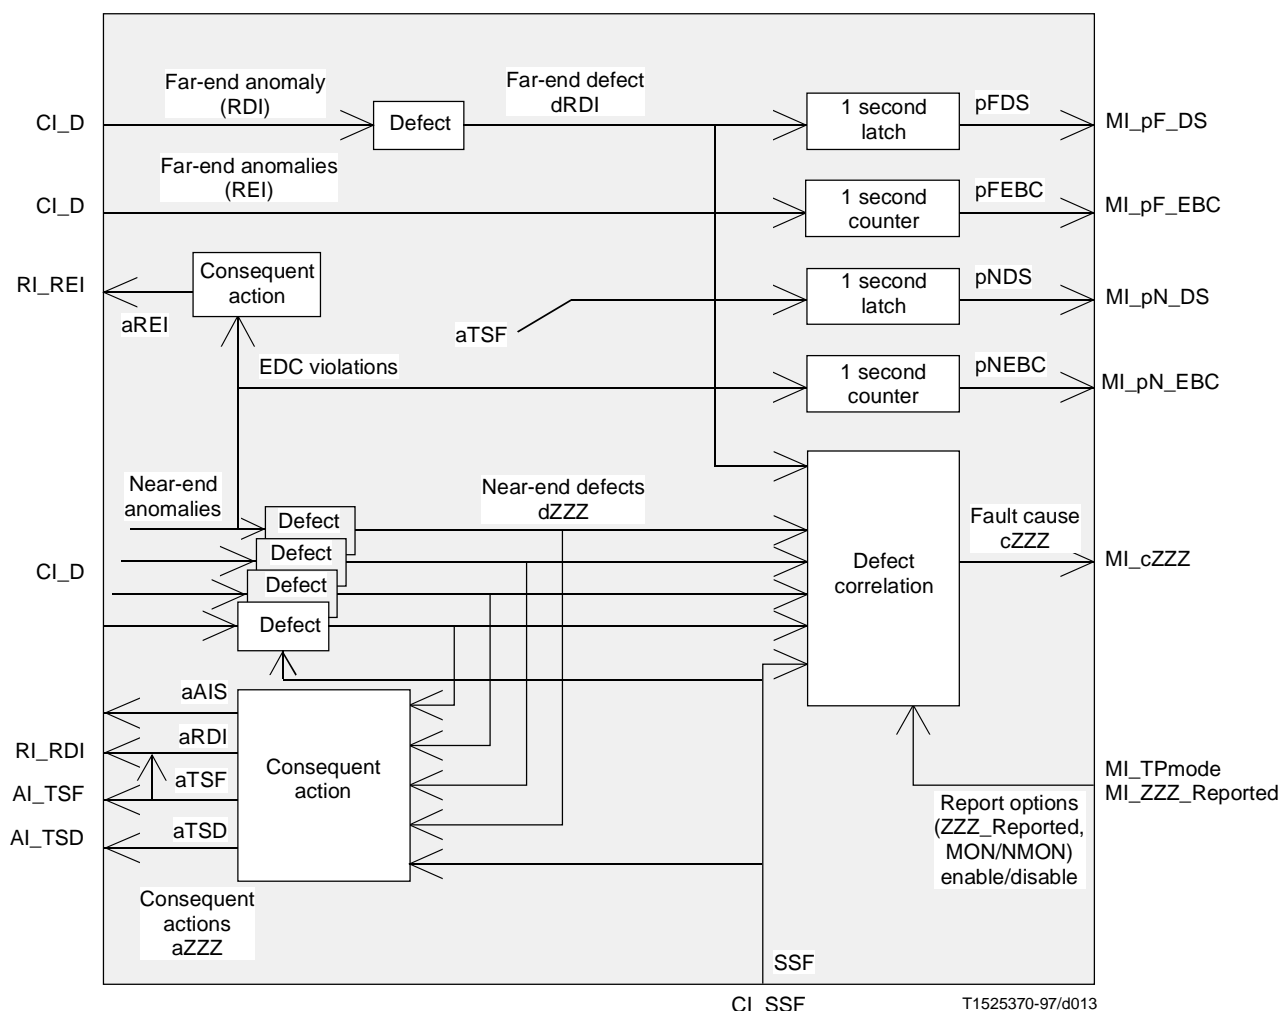 Far-end anomaly
(RDI)
Far-end defect
dRDI
CI_D
Defect
1 second
latch
pFDS
MI_pF_DS
Far-end anomalies
(REI)
CI_D
1 second
counter
pFEBC
MI_pF_EBC
RI_REI
Consequent
action
aREI
aTSF
1 second
latch
pNDS
MI_pN_DS
EDC violations
1 second
counter
pNEBC
MI_pN_EBC
Near-end
anomalies
Near-end defects
dZZZ
Defect
Defect
Defect
Defect
CI_D
Defect
correlation
Fault cause
cZZZ
MI_cZZZ
aAIS
RI_RDI
aRDI
AI_TSF
aTSF
AI_TSD
aTSD
Consequent
action
MI_TPmode
MI_ZZZ_Reported
Report options
(ZZZ_Reported,
MON/NMON)
enable/disable
Consequent
actions
aZZZ
SSF
CI_SSF
T1525370-97/d013